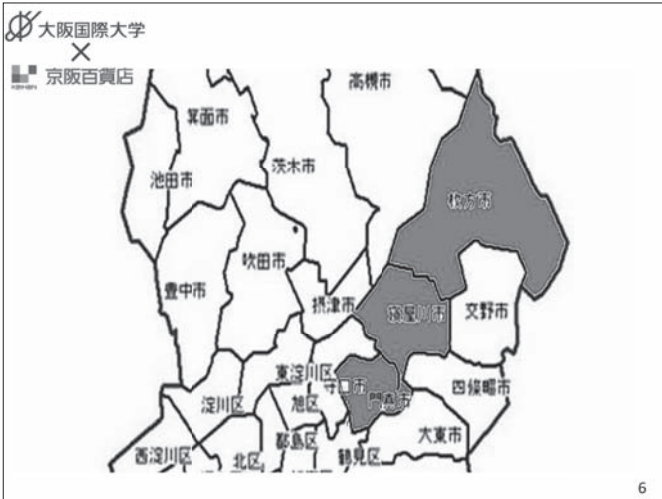 大阪国際大学
×
京阪百貨店
高槻市
箕面市
茨木市
池田市
枚方市
吹田市
豊中市
摂津市
寝屋川市
交野市
東淀川区
守口市
四條畷市
淀川区
旭区
門真市
都島区
大東市
西淀川区
北区
鶴見区
6